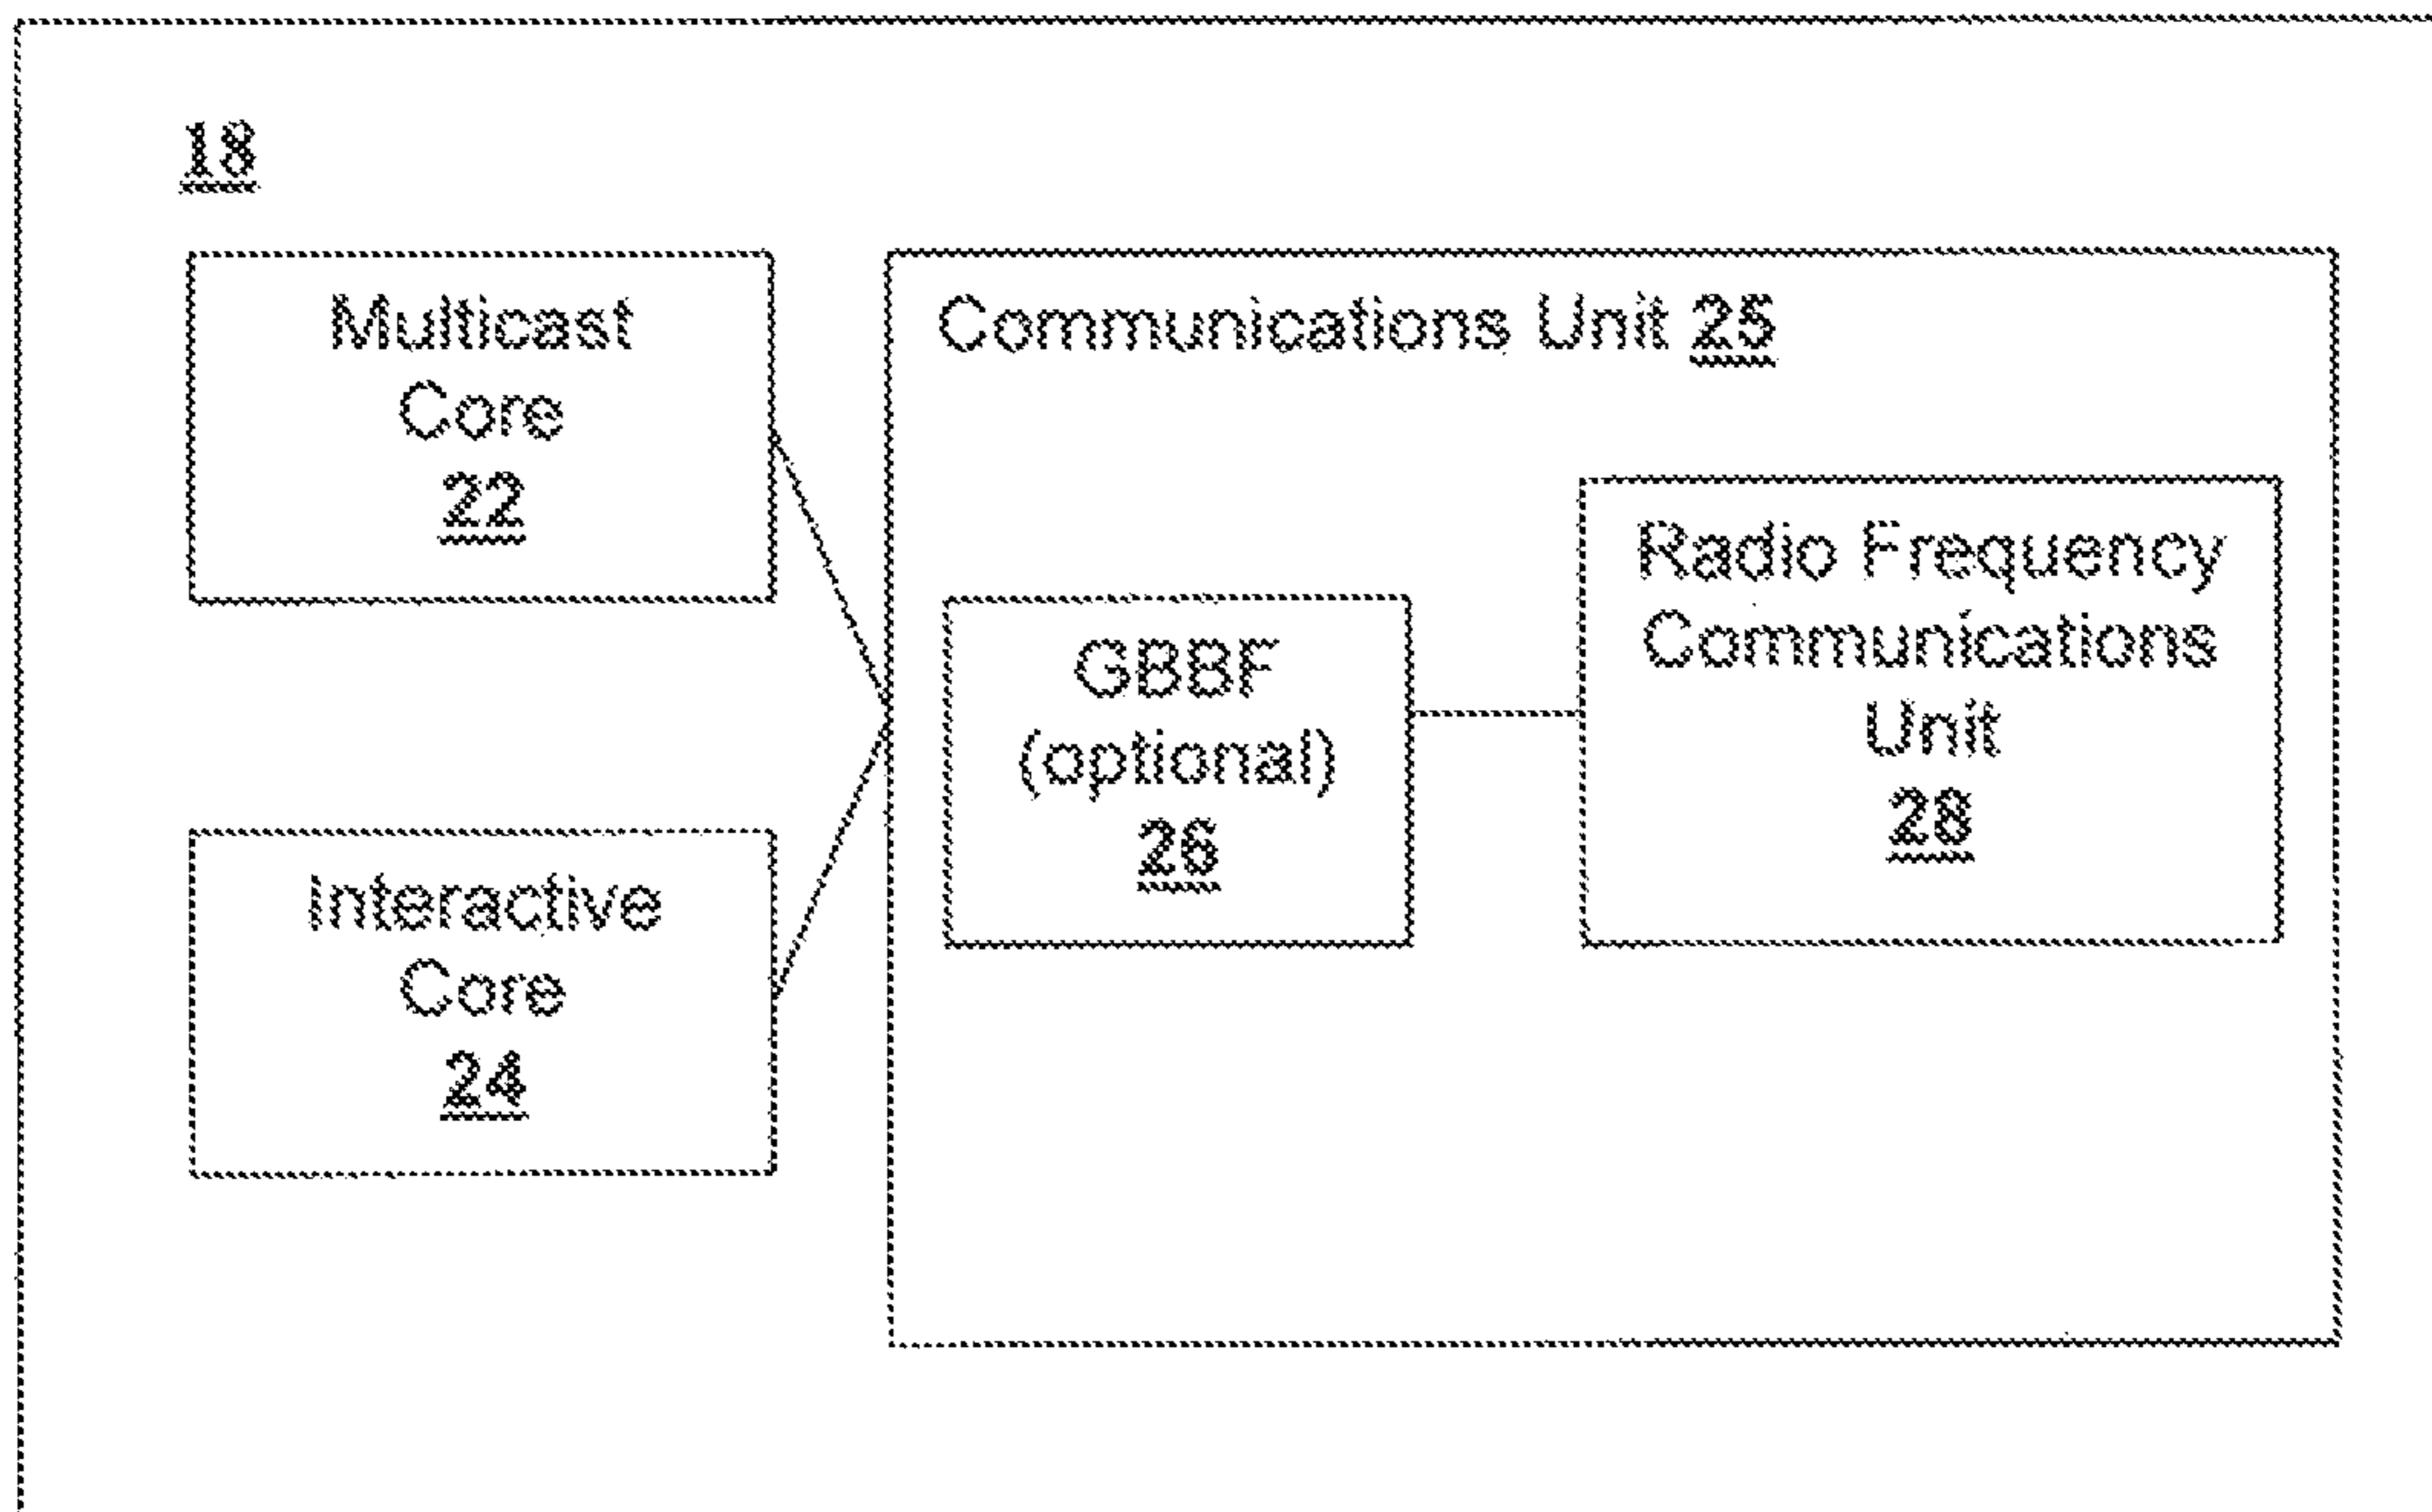 18
Multicast
Core
22
Communications Unit 25
GBBF
(optional)
26
Radio Frequency
Communications
Unit
28
Interactive
Core
24